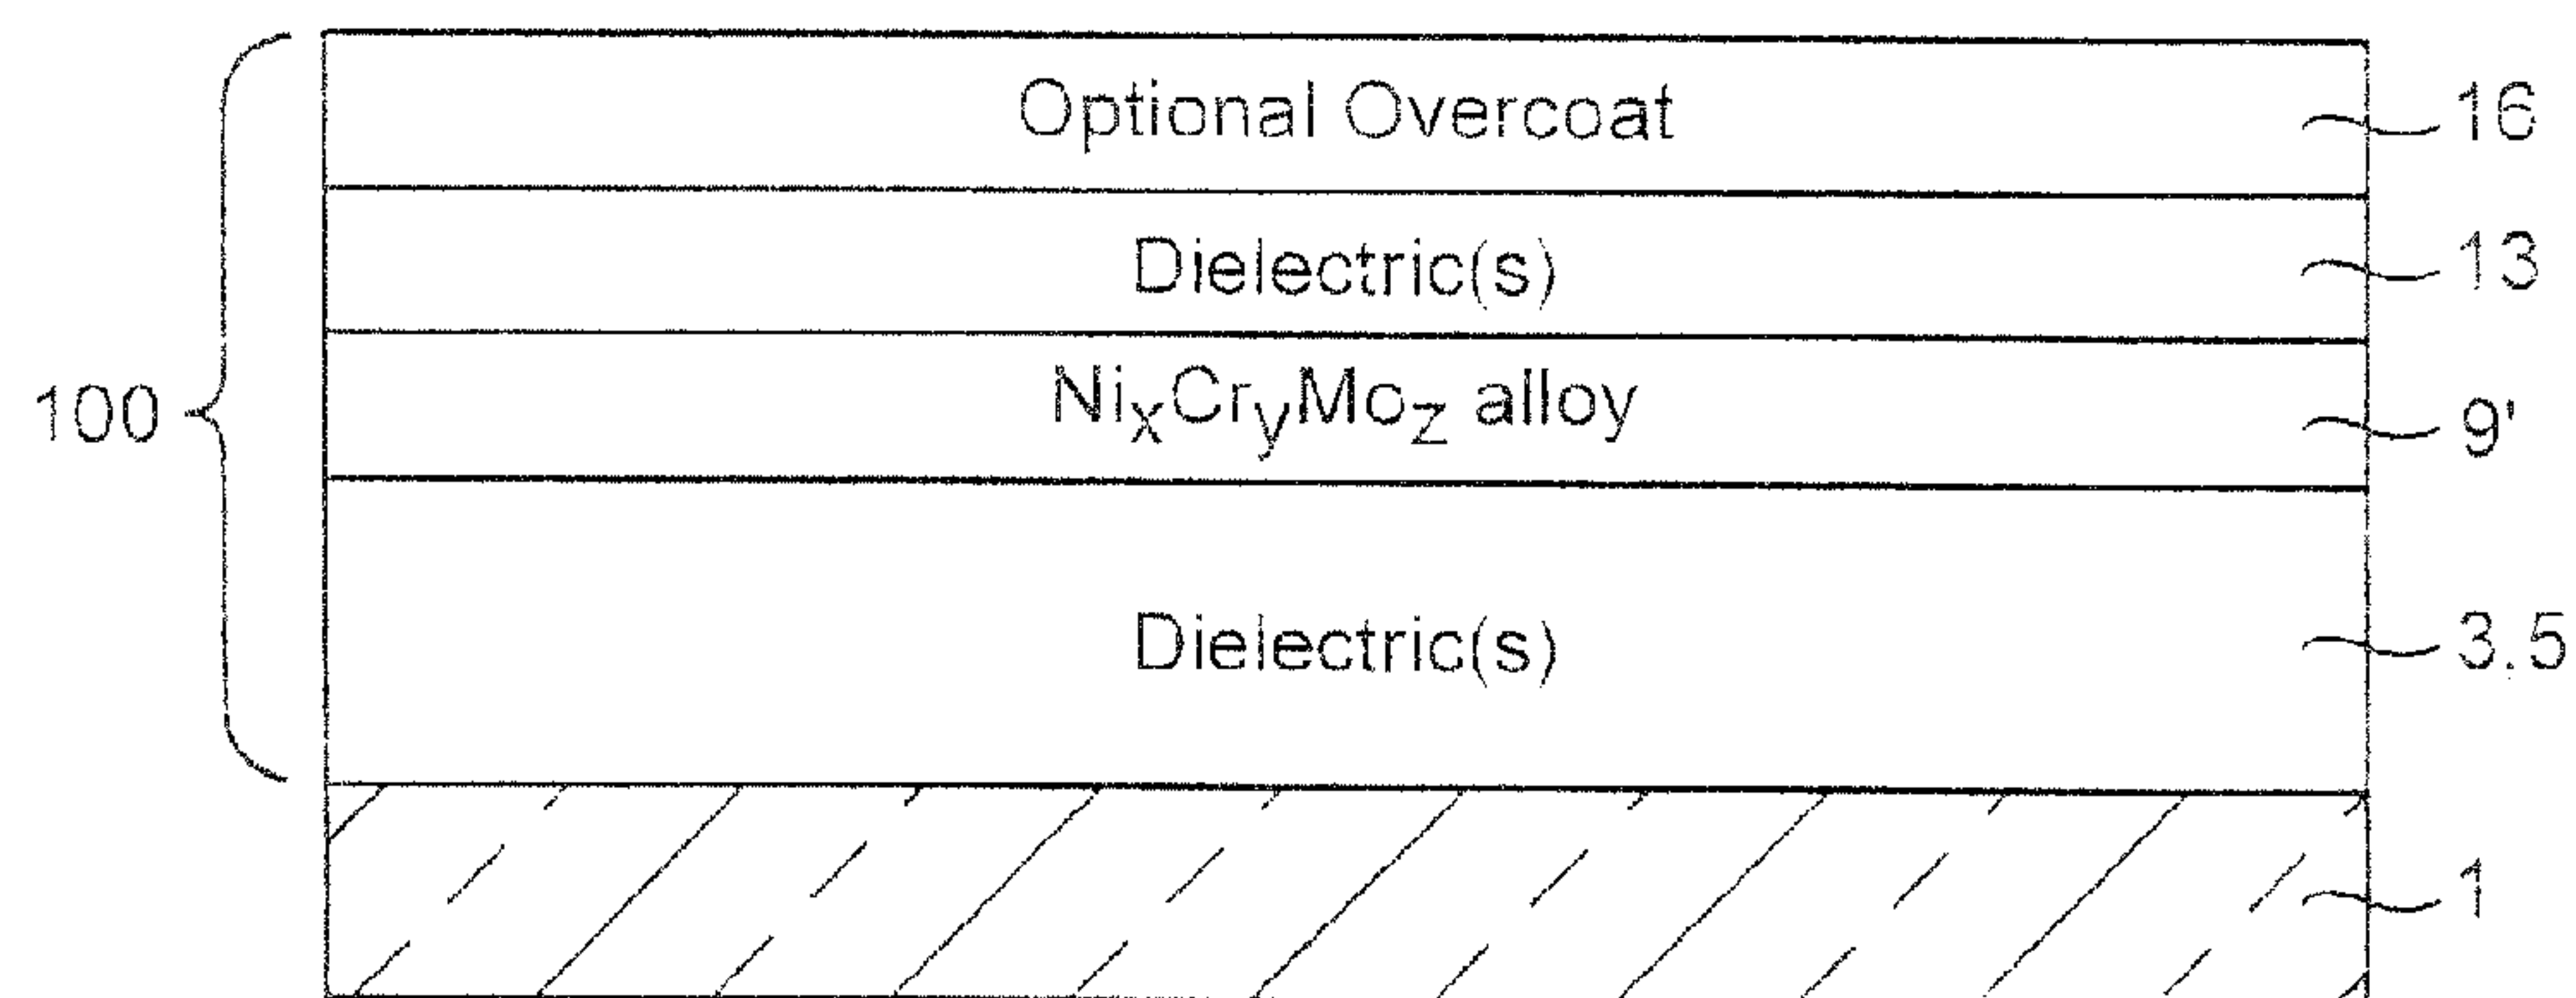 Optional Overcoat 16
Dielectric(s) 13
100 NixCryMoz alloy 9'
Dielectric(s) 3.5
1